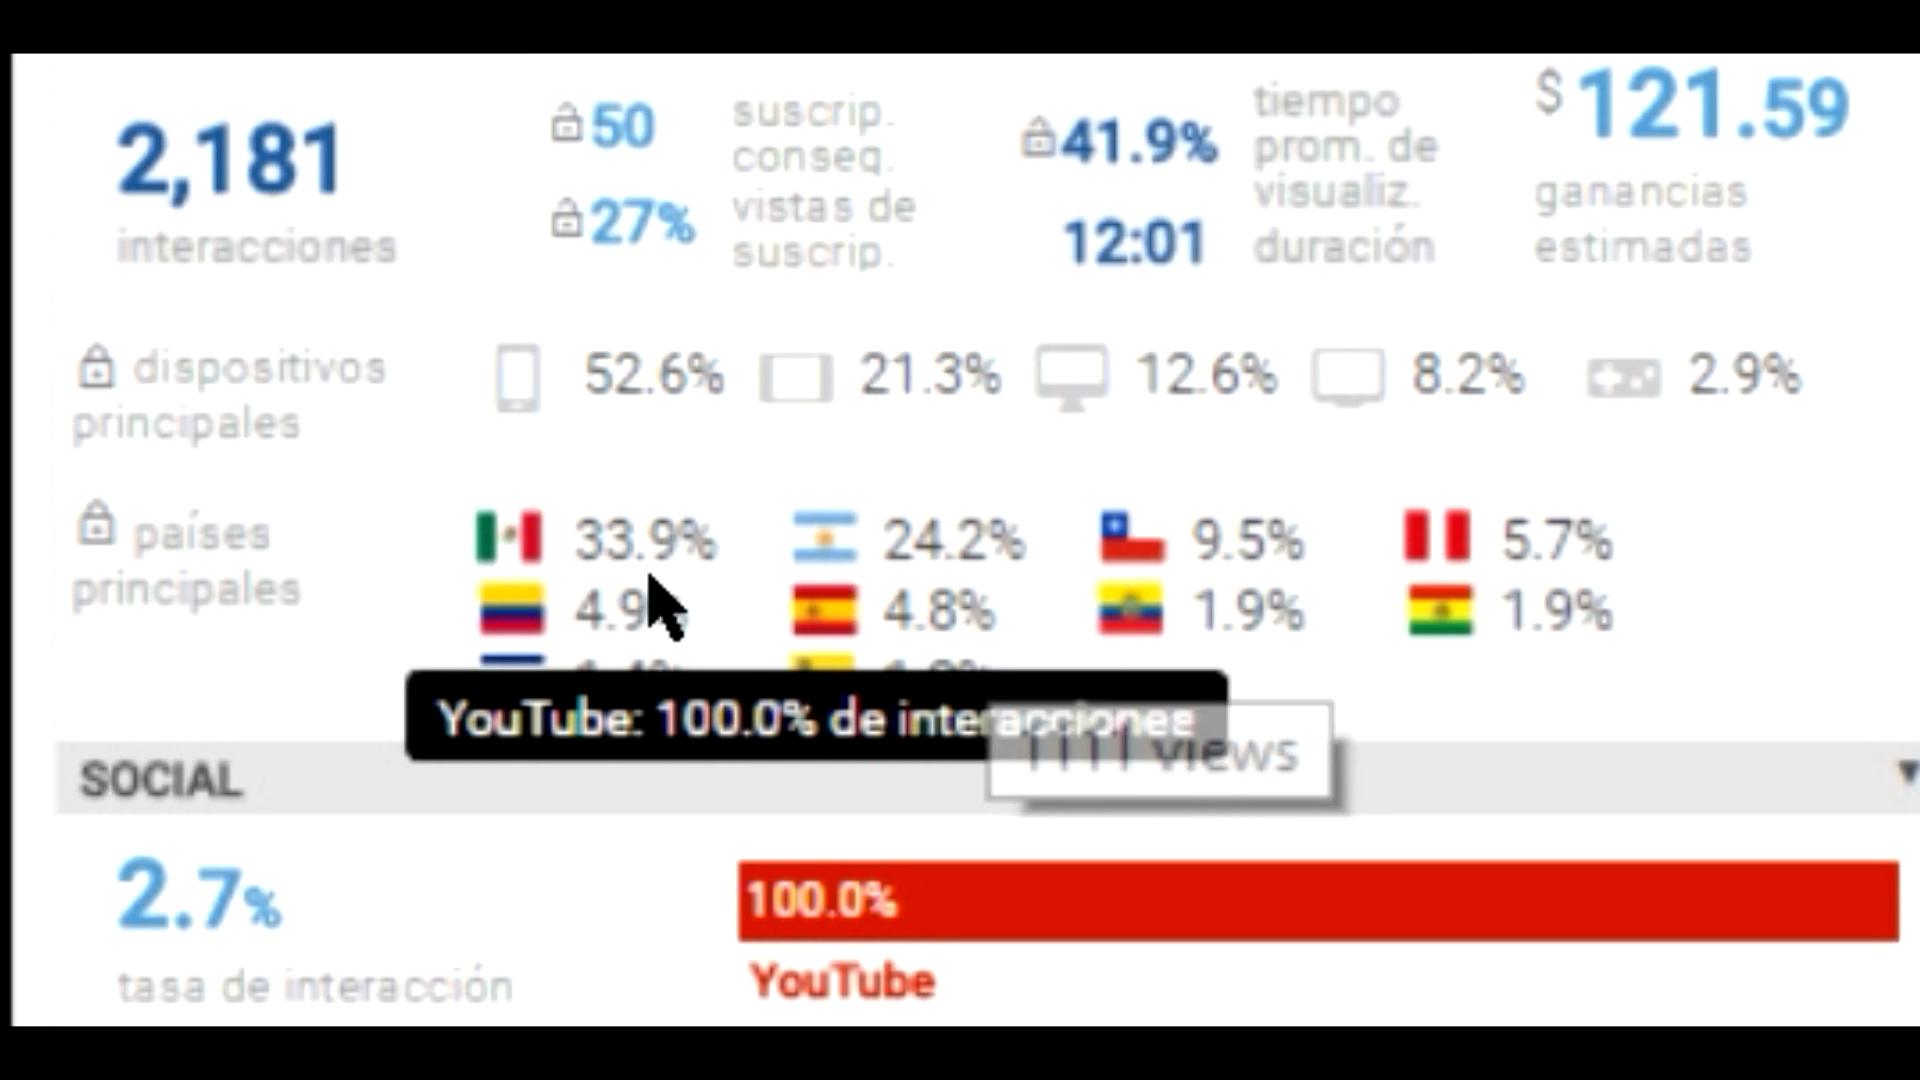 2,181
interacciones
50
suscrip.
conseq.
27%
vistas de
suscrip.
41.9%
tiempo
prom. de
visualiz.
12:01
duración
$ 121.59
ganancias
estimadas
dispositivos
principales
52.6% 21.3% 12.6% 8.2% 2.9%
países
principales
33.9% 24.2% 9.5% 5.7%
4.9 4.8% 1.9% 1.9%
YouTube: 100.0% de interacciones
views
SOCIAL
2.7%
tasa de interacción
100.0%
YouTube